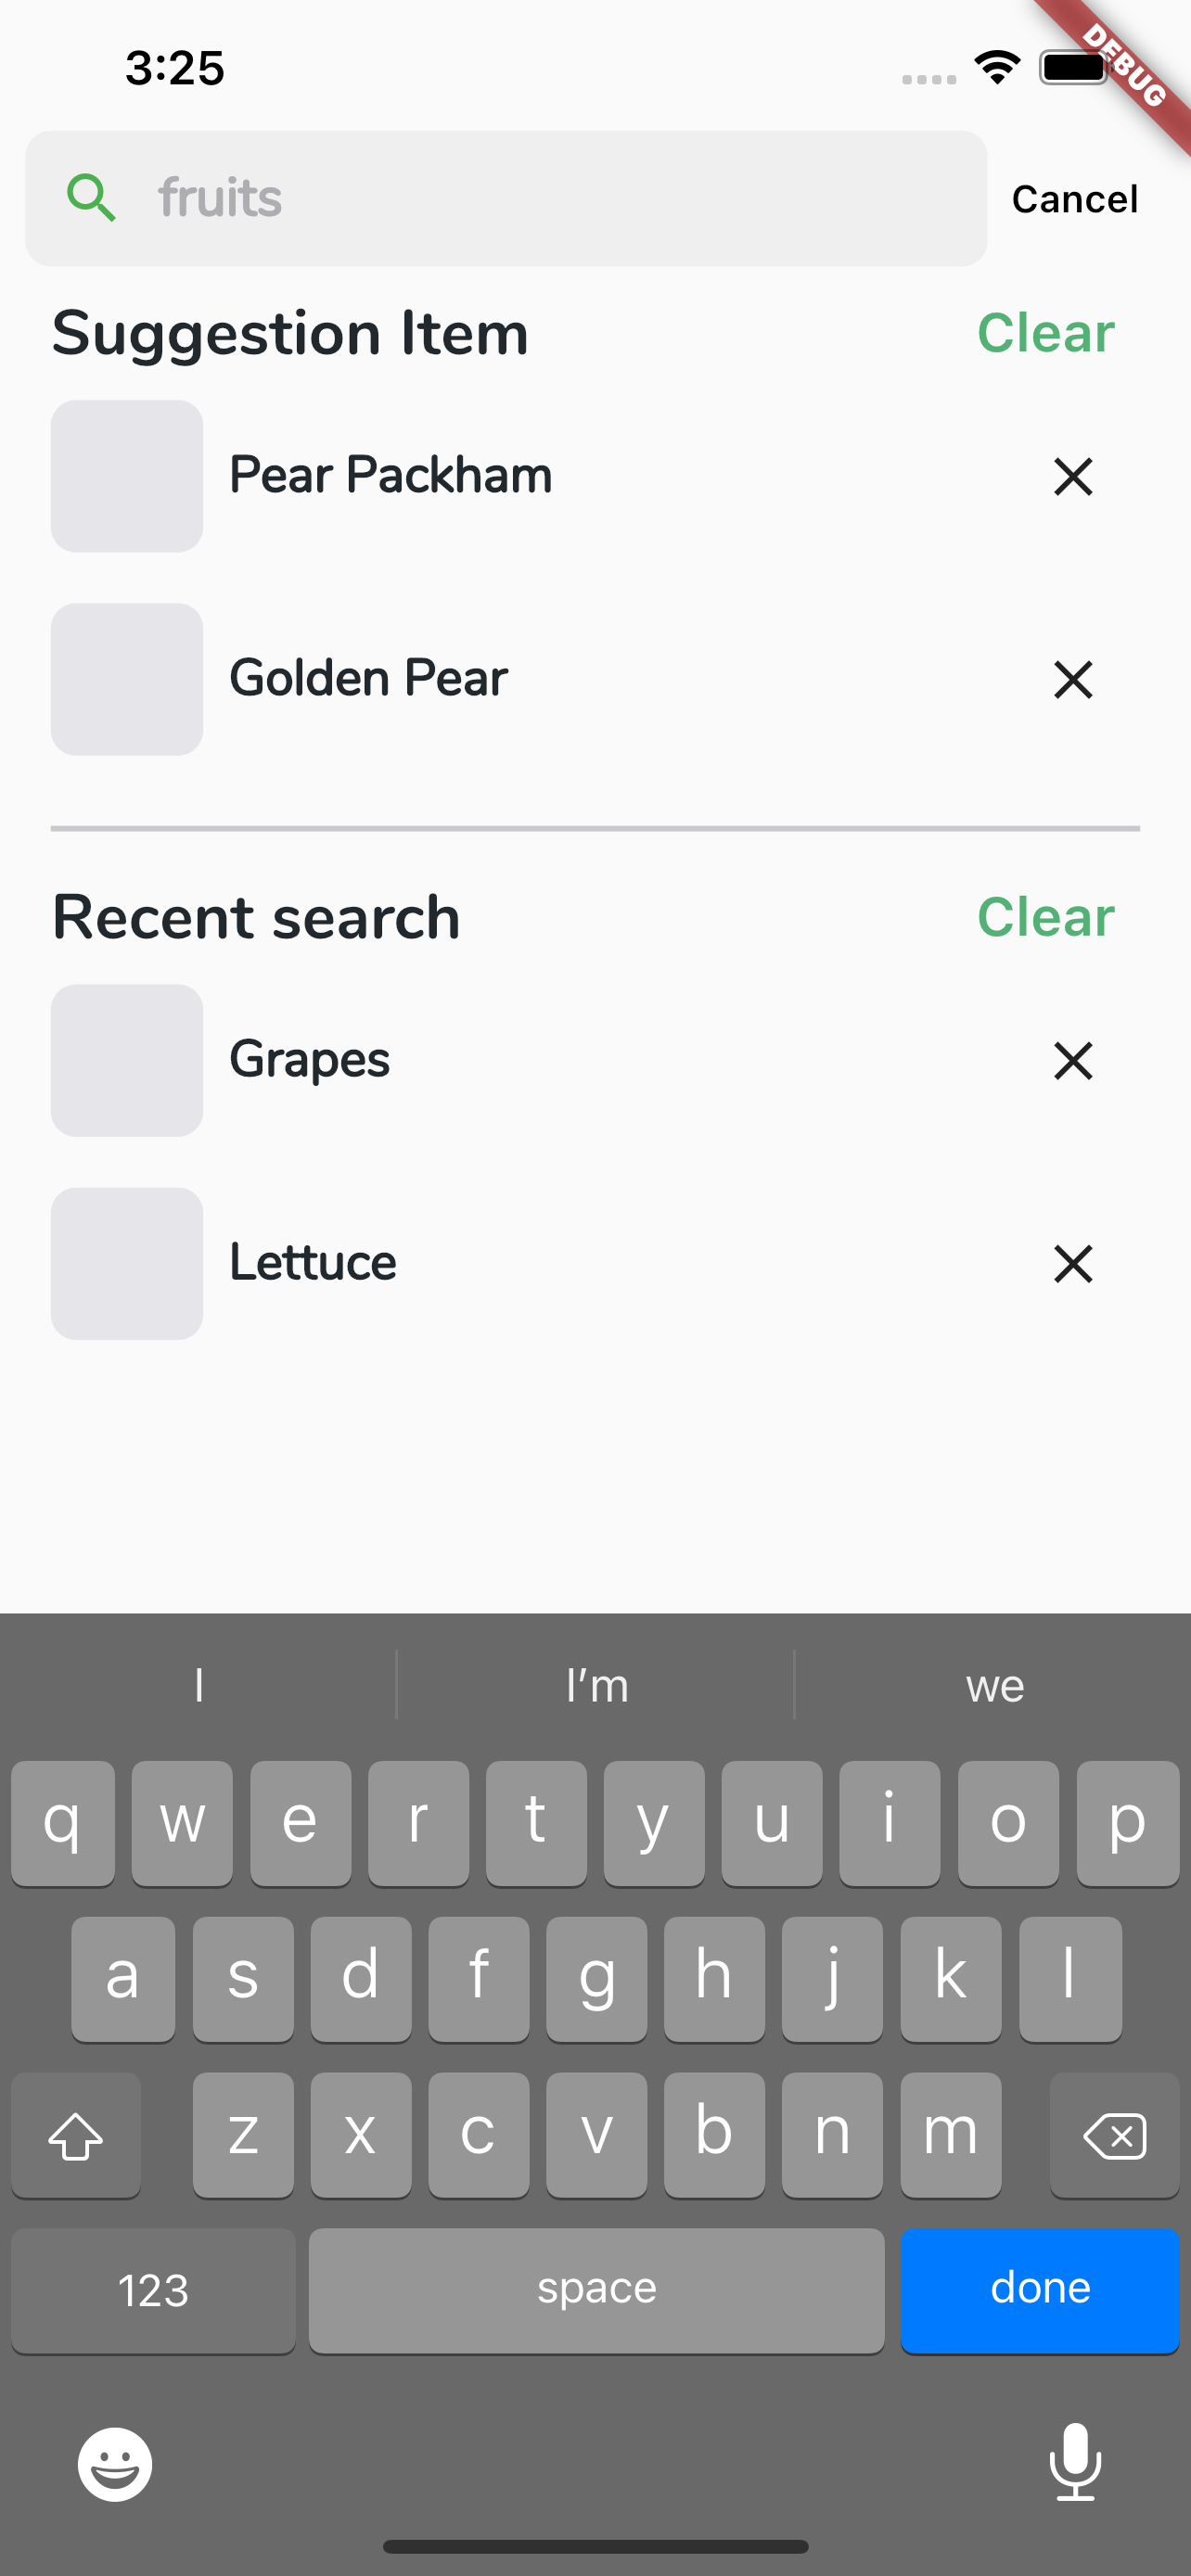 3:25
DEBUG
fruits
Cancel
Suggestion Item
Clear
Pear Packham
Golden Pear
Recent search
Clear
Grapes
Lettuce
I
I’m
we
q w e r t y u i o p
a s d f g h j k l
z x c v b n m
123
space
done